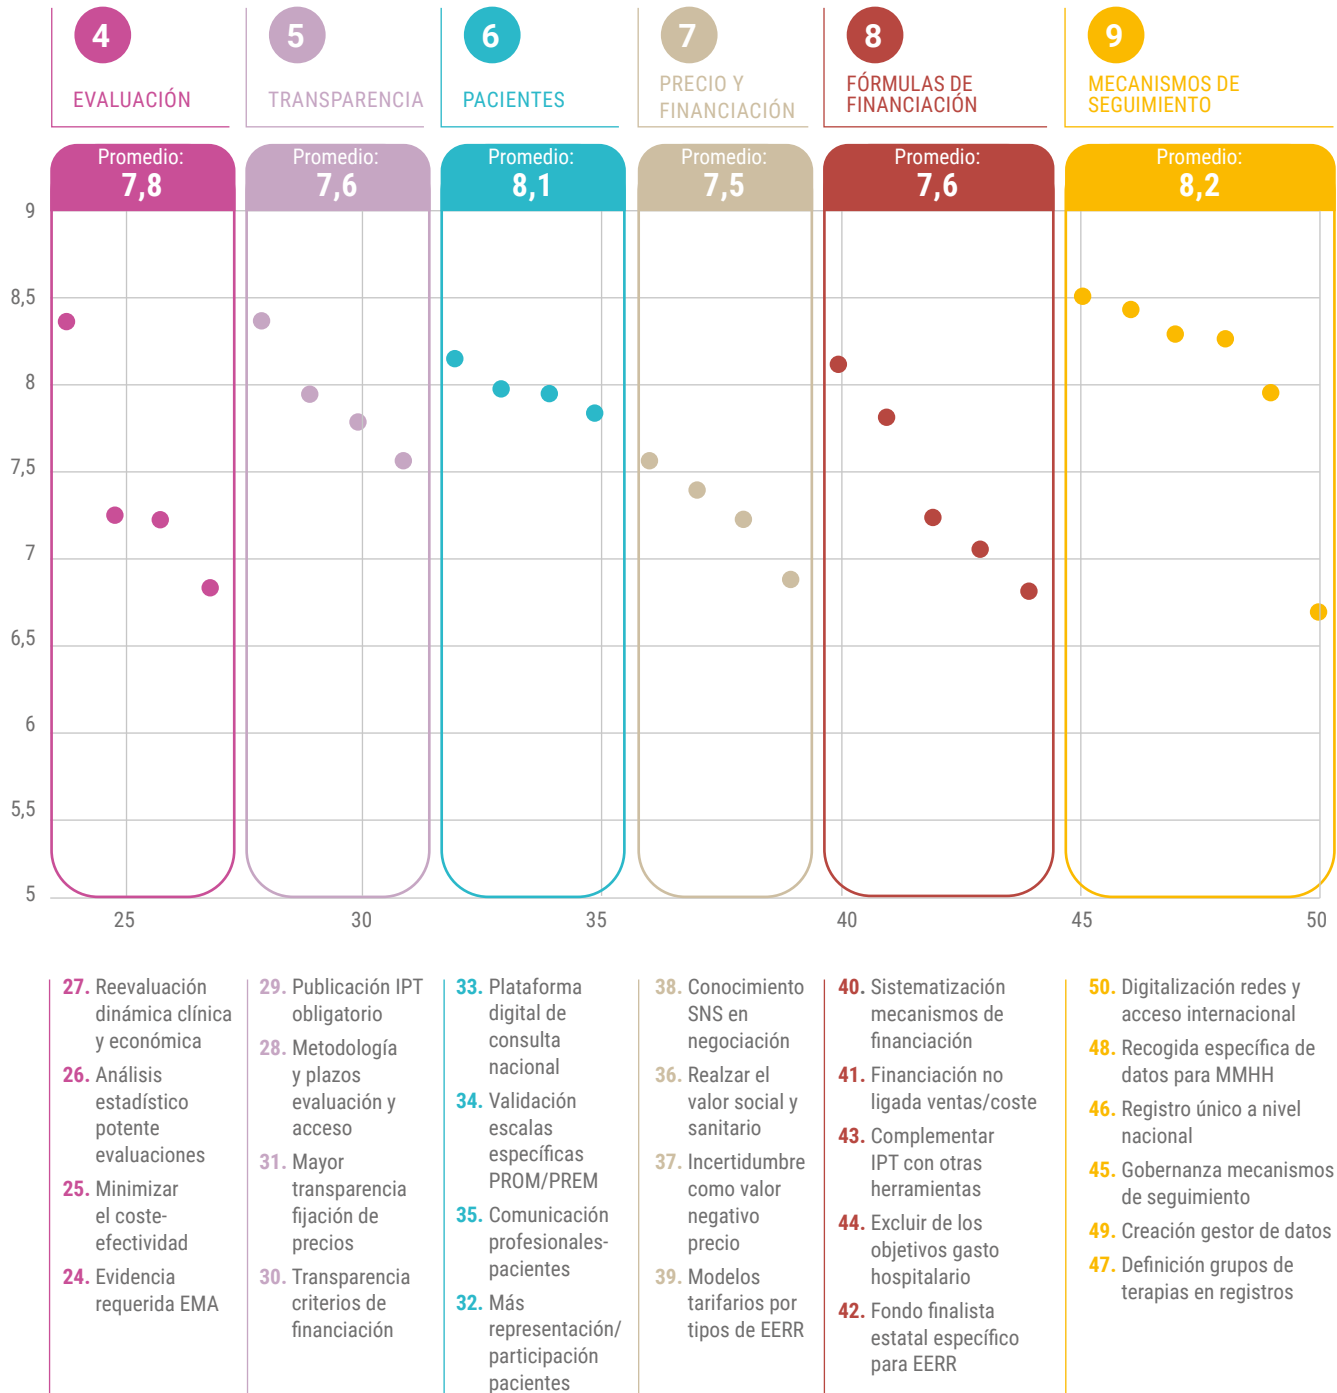 4
EVALUACIÓN
5
TRANSPARENCIA
6
PACIENTES
7
PRECIO Y
FINANCIACIÓN
8
FÓRMULAS DE
FINANCIACIÓN
9
MECANISMOS DE
SEGUIMIENTO
Promedio:
7,8
Promedio:
7,6
Promedio:
8,1
Promedio:
7,5
Promedio:
7,6
Promedio:
8,2
9
8,5
8
7,5
7
6,5
6
5,5
5
25
30
35
40
45
50
27. Reevaluación
dinámica clínica
y económica
26. Análisis
estadístico
potente
evaluaciones
25. Minimizar
el coste-
efectividad
24. Evidencia
requerida EMA
29. Publicación IPT
obligatorio
28. Metodología
y plazos
evaluación y
acceso
31. Mayor
transparencia
fijación de
precios
30. Transparencia
criterios de
financiación
33. Plataforma
digital de
consulta
nacional
34. Validación
escalas
específicas
PROM/PREM
35. Comunicación
profesionales-
pacientes
32. Más
representación/
participación
pacientes
38. Conocimiento
SNS en
negociación
36. Realzar el
valor social y
sanitario
37. Incertidumbre
como valor
negativo
precio
39. Modelos
tarifarios por
tipos de EERR
40. Sistematización
mecanismos de
financiación
41. Financiación no
ligada ventas/coste
43. Complementar
IPT con otras
herramientas
44. Excluir de los
objetivos gasto
hospitalario
42. Fondo finalista
estatal específico
para EERR
50. Digitalización redes y
acceso internacional
48. Recogida específica de
datos para MMHH
46. Registro único a nivel
nacional
45. Gobernanza mecanismos
de seguimiento
49. Creación gestor de datos
47. Definición grupos de
terapias en registros